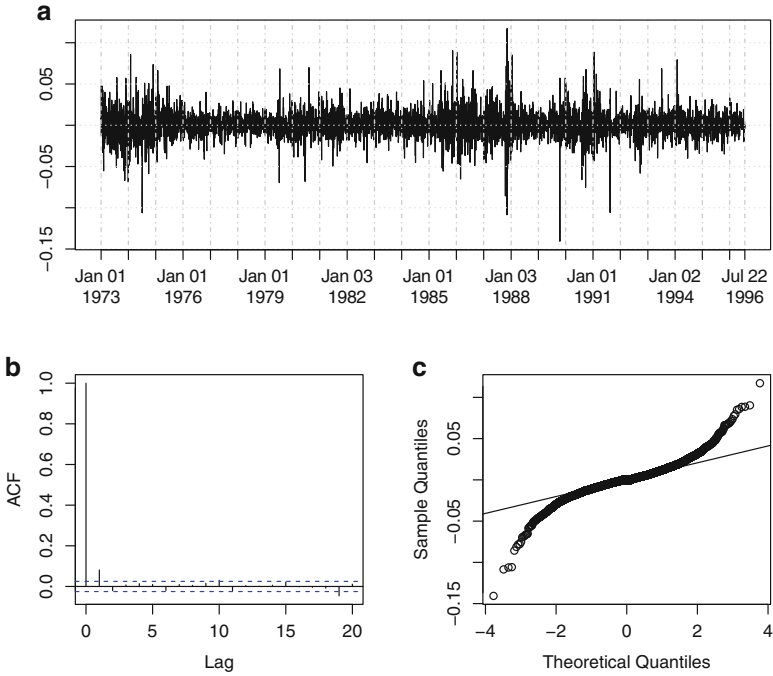 a
0.05
−0.05
−0.15
Jan 01 1973
Jan 01 1976
Jan 01 1979
Jan 03 1982
Jan 01 1985
Jan 03 1988
Jan 01 1991
Jan 02 1994
Jul 22 1996
b
ACF
1.0
0.8
0.6
0.4
0.2
0.0
0 5 10 15 20
Lag
c
Sample Quantiles
0.05
−0.05
−0.15
−4 −2 0 2 4
Theoretical Quantiles